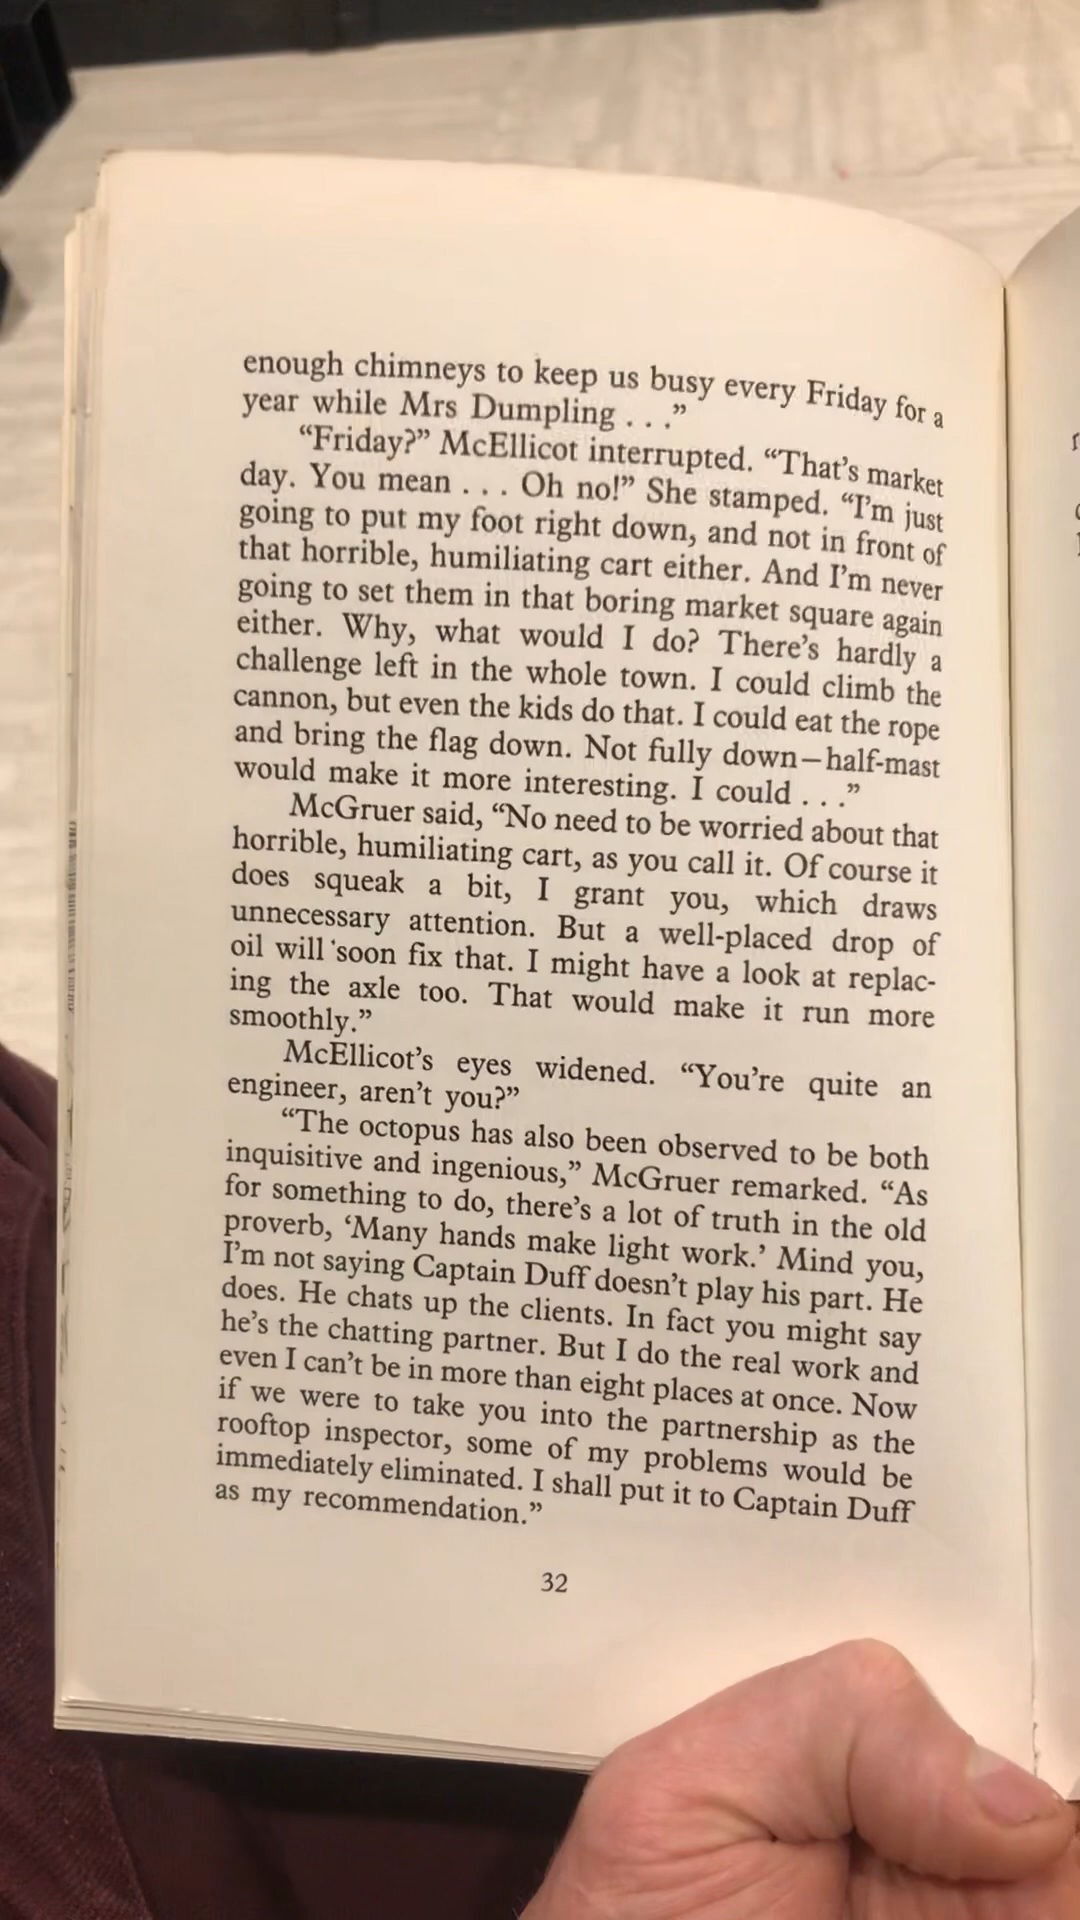 enough chimneys to keep us busy every Friday for a
year while Mrs Dumpling . . .”
“Friday?” McEllicot interrupted. “That’s market
day. You mean . . . Oh no!” She stamped. “I’m just
going to put my foot right down, and not in front of
that horrible, humiliating cart either. And I’m never
going to set them in that boring market square again
either. Why, what would I do? There’s hardly a
challenge left in the whole town. I could climb the
cannon, but even the kids do that. I could eat the rope
and bring the flag down. Not fully down—half-mast
would make it more interesting. I could . . .”
McGruer said, “No need to be worried about that
horrible, humiliating cart, as you call it. Of course it
does squeak a bit, I grant you, which draws
unnecessary attention. But a well-placed drop of
oil will soon fix that. I might have a look at replac-
ing the axle too. That would make it run more
smoothly.”
McEllicot’s eyes widened. “You’re quite an
engineer, aren’t you?”
“The octopus has also been observed to be both
inquisitive and ingenious,” McGruer remarked. “As
for something to do, there’s a lot of truth in the old
proverb, ‘Many hands make light work.’ Mind you,
I’m not saying Captain Duff doesn’t play his part. He
does. He chats up the clients. In fact you might say
he’s the chatting partner. But I do the real work and
even I can’t be in more than eight places at once. Now
if we were to take you into the partnership as the
rooftop inspector, some of my problems would be
immediately eliminated. I shall put it to Captain Duff
as my recommendation.”
32